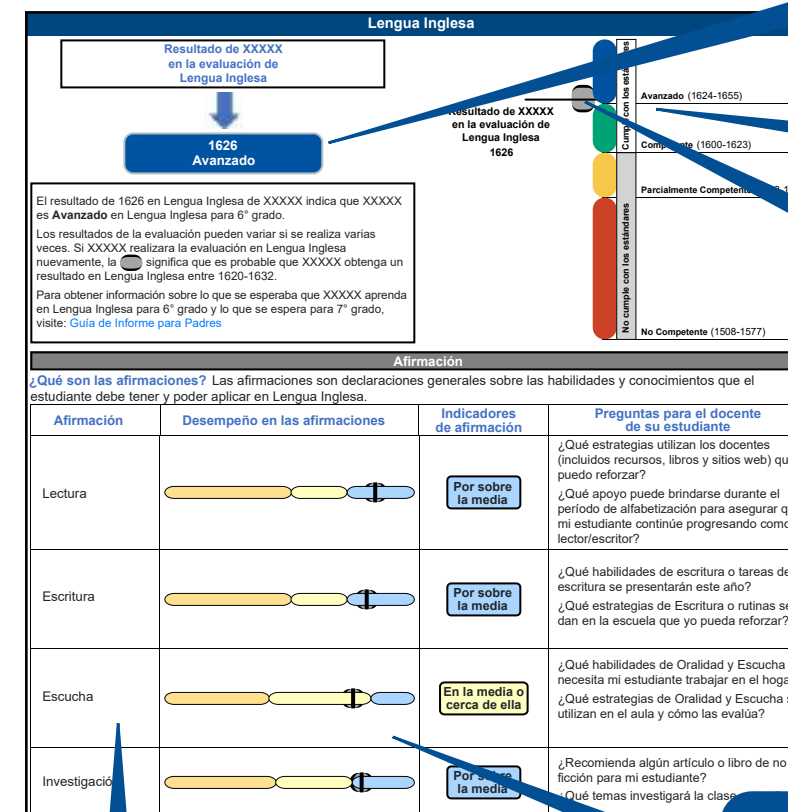 Lengua Inglesa
Resultado de XXXXX
en la evaluación de
Lengua Inglesa
1626
Avanzado
El resultado de 1626 en Lengua Inglesa de XXXXX indica que XXXXX
es Avanzado en Lengua Inglesa para 6° grado.
Los resultados de la evaluación pueden variar si se realiza varias
veces. Si XXXXX realizara la evaluación en Lengua Inglesa
nuevamente, la significa que es probable que XXXXX obtenga un
resultado en Lengua Inglesa entre 1620-1632.
Para obtener información sobre lo que se esperaba que XXXXX aprenda
en Lengua Inglesa para 6° grado y lo que se espera para 7° grado,
visite: Guía de Informe para Padres
Resultado de XXXXX
en la evaluación de
Lengua Inglesa
1626
con los
No cumple con los estándares
Avanzado (1624-1655)
(1600-1623)
Parcialmente
No Competente (1508-1577)
Afirmación
¿Qué son las afirmaciones? Las afirmaciones son declaraciones generales sobre las habilidades y conocimientos que el
estudiante debe tener y poder aplicar en Lengua Inglesa.
Afirmación
Desempeño en las afirmaciones
Indicadores
de afirmación
Preguntas para el docente
de su estudiante
Lectura
Por sobre
la media
¿Qué estrategias utilizan los docentes
(incluidos recursos, libros y sitios web)
puedo reforzar?
¿Qué apoyo puede brindarse durante el
período de alfabetización para asegurar
mi estudiante continúe progresando como
lector/escritor?
Escritura
Por sobre
la media
¿Qué habilidades de escritura o tareas de
escritura se presentarán este año?
¿Qué estrategias de Escritura o rutinas se
dan en la escuela que yo pueda reforzar?
Escucha
En la media o
cerca de ella
¿Qué habilidades de Oralidad y Escucha
necesita mi estudiante trabajar en el
¿Qué estrategias de Oralidad y Escucha
utilizan en el aula y cómo las evalúa?
Por
la media
¿Recomienda algún artículo o libro de no
ficción para mi estudiante?
¿Qué temas investigará la clase